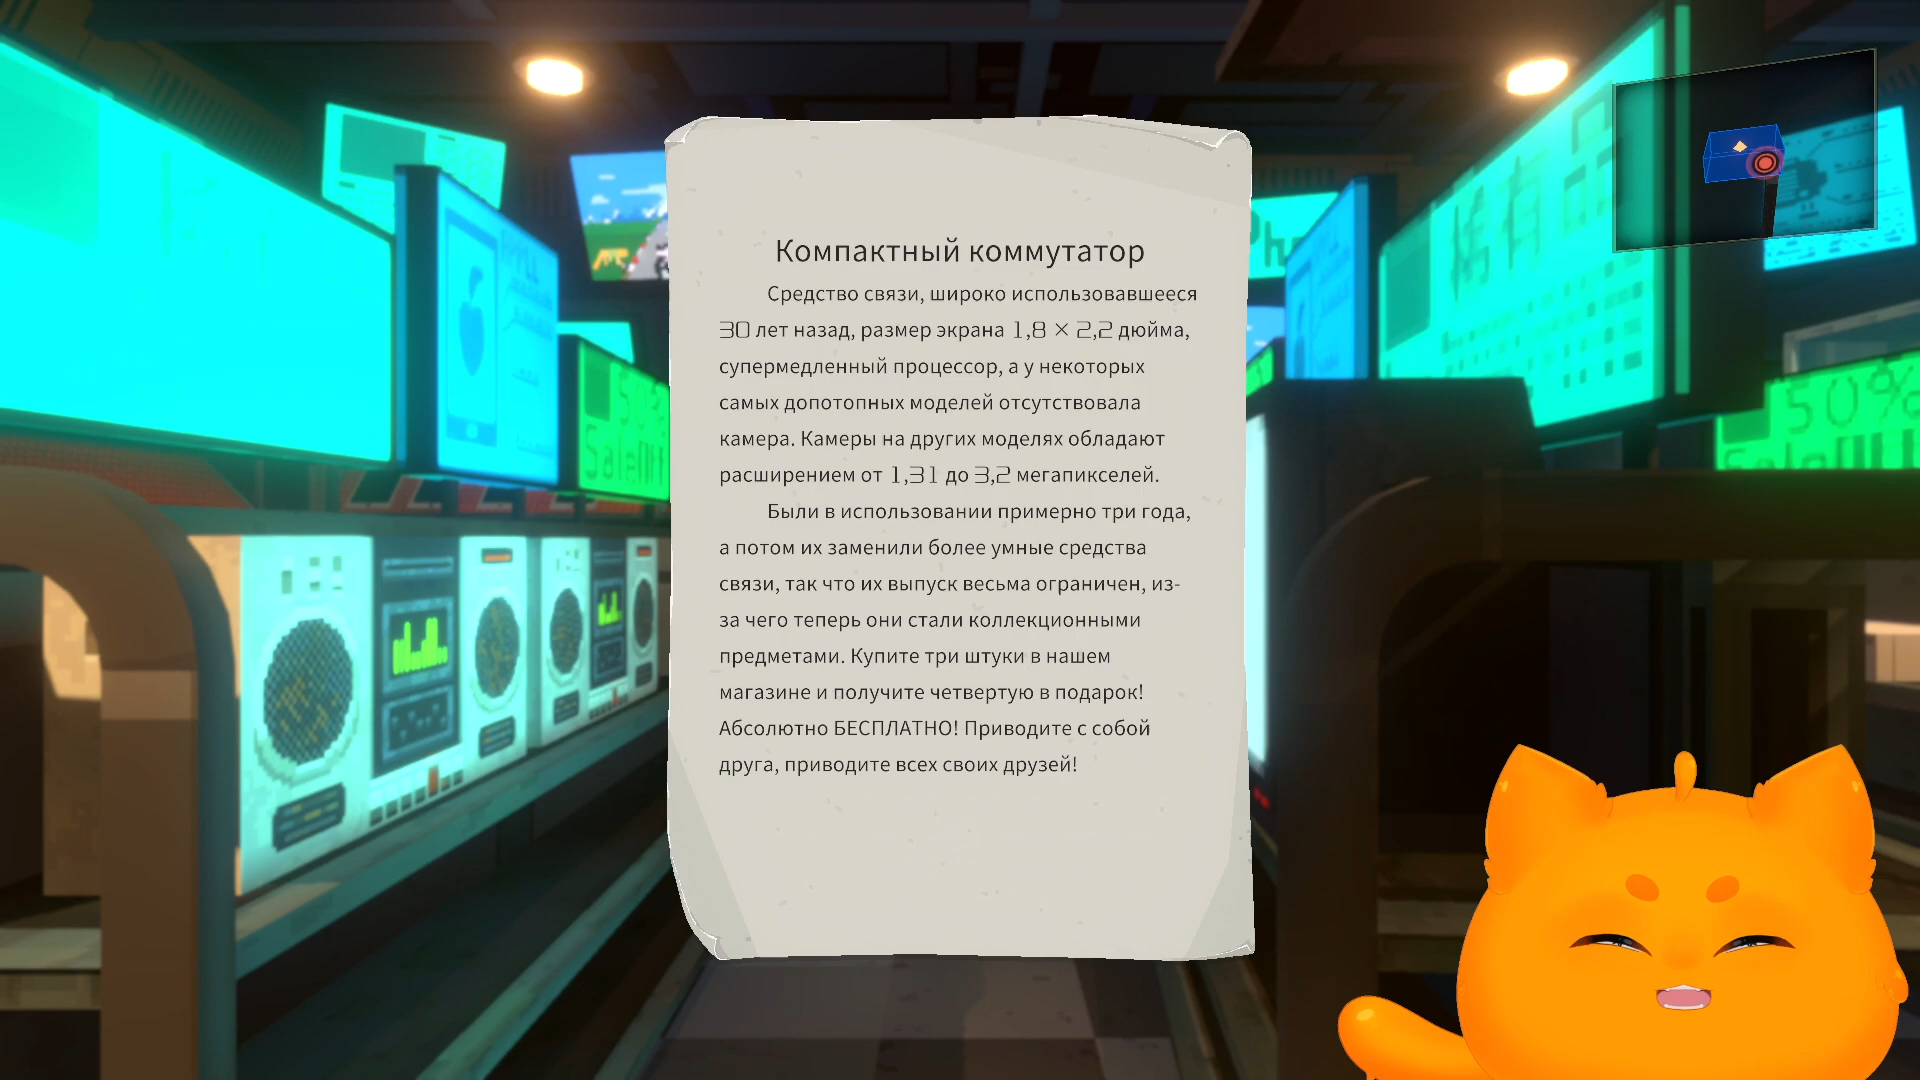 Компактный коммутатор
Средство связи, широко использовавшееся
30 лет назад, размер экрана 1,8 × 2,2 дюйма,
супермедленный процессор, а у некоторых
самых допотопных моделей отсутствовала
камера. Камеры на других моделях обладают
расширением от 1,31 до 3,2 мегапикселей.
Были в использовании примерно три года,
а потом их заменили более умные средства
связи, так что их выпуск весьма ограничен, из-
за чего теперь они стали коллекционными
предметами. Купите три штуки в нашем
магазине и получите четвертую в подарок!
Абсолютно БЕСПЛАТНО! Приводите с собой
друга, приводите всех своих друзей!
50%
Sale
50%